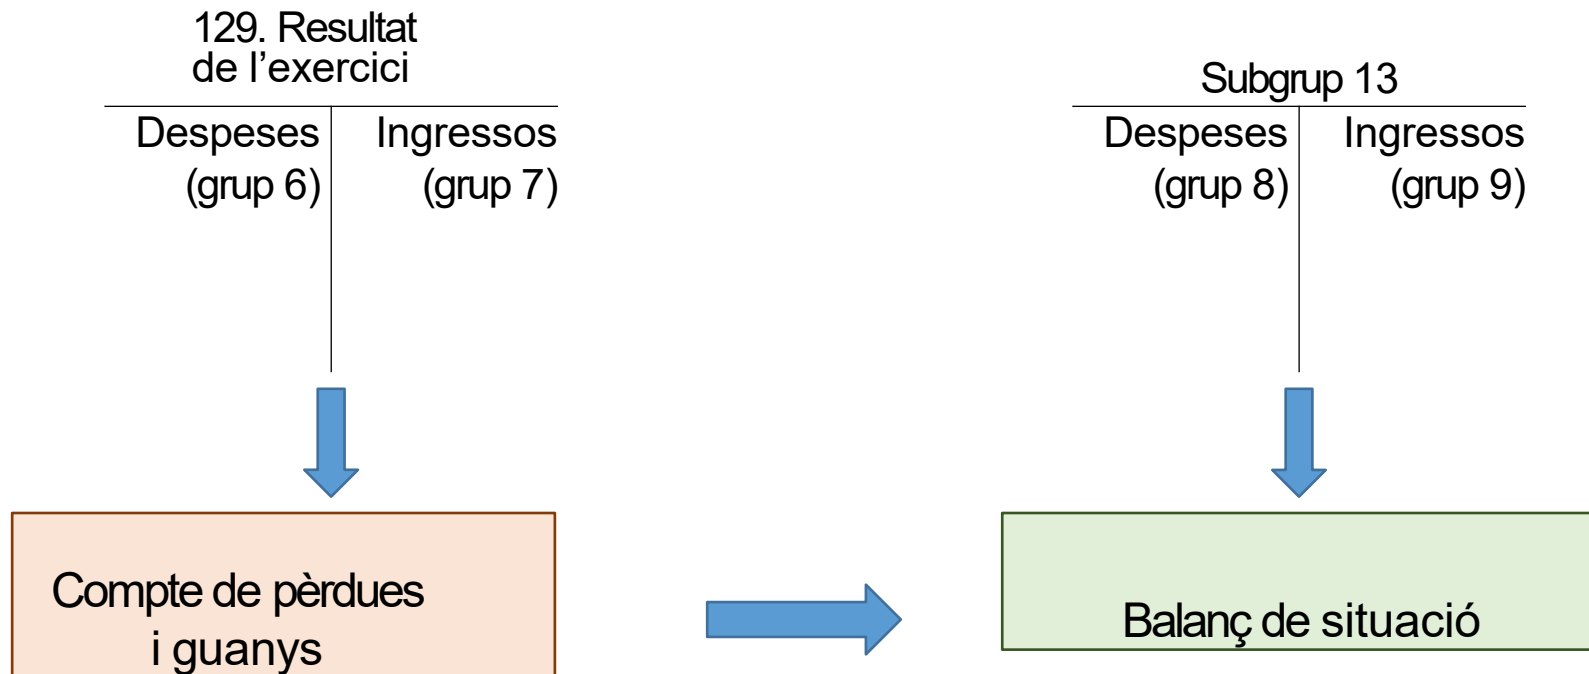 129. Resultat
de l’exercici
Despeses
(grup 6)
Ingressos
(grup 7)
Subgrup 13
Despeses
(grup 8)
Ingressos
(grup 9)
Compte de pèrdues
i guanys
Balanç de situació